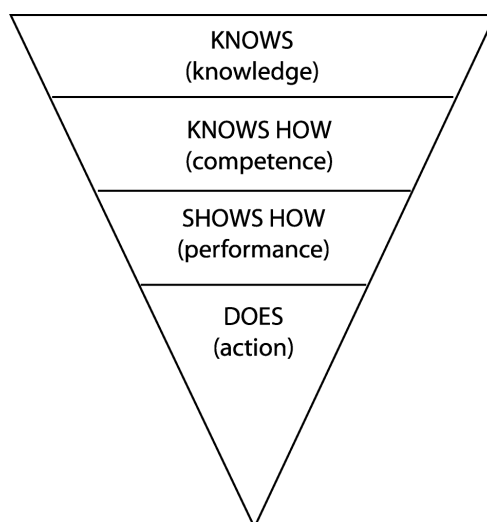 KNOWS
(knowledge)
KNOWS HOW
(competence)
SHOWS HOW
(performance)
DOES
(action)